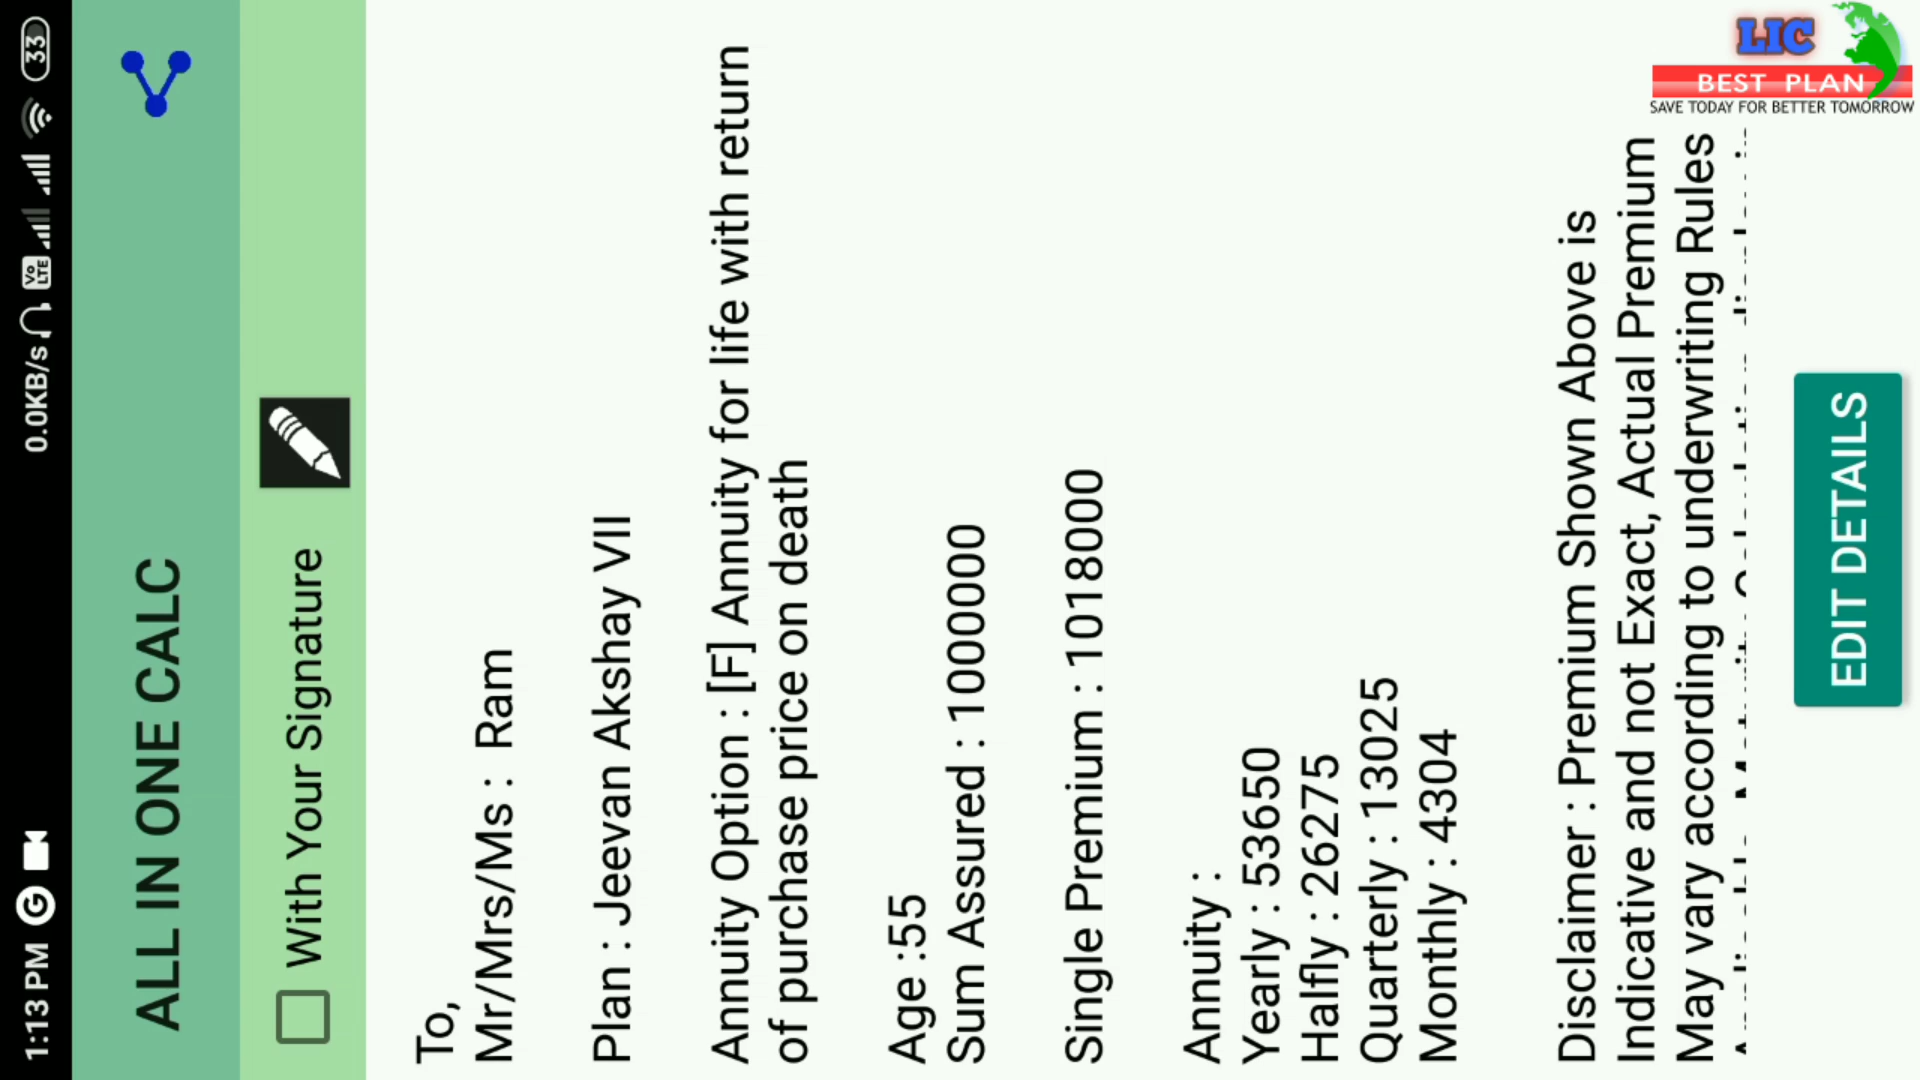 1:13 PM
0.0KB/s
Vo
LTE
33
ALL IN ONE CALC
With Your Signature
To,
Mr/Mrs/Ms : Ram
Plan : Jeevan Akshay VII
Annuity Option : [F] Annuity for life with return
of purchase price on death
Age :55
Sum Assured : 1000000
Single Premium : 1018000
Annuity :
Yearly : 53650
Halfly : 26275
Quarterly : 13025
Monthly : 4304
Disclaimer : Premium Shown Above is
Indicative and not Exact, Actual Premium
May vary according to underwriting Rules
EDIT DETAILS
LIC
BEST PLAN
SAVE TODAY FOR BETTER TOMORROW